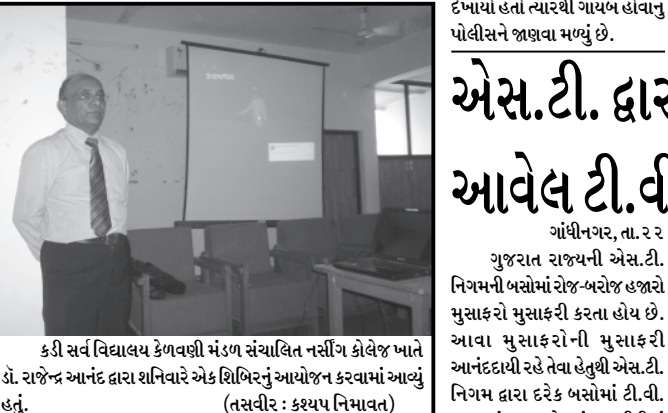 કડી સર્વ વિદ્યાલય કેળવણી મંડળ સંચાલિત નર્સીંગ કોલેજ ખાતે
ડૉ. રાજેન્દ્ર આનંદ દ્વારા શનિવારે એક શિબિરનું આયોજન કરવામાં આવ્યું
હતું. (તસવીર : કશ્યપ નિમાવત)
દેખાયો હતો ત્યારથી ગાયબ હોવાનુ
પોલીસને જાણવા મળ્યું છે.
એસ.ટી.
આવેલ ટી.વી
ગાંધીનગર, તા.૨૨
ગુજરાત રાજ્યની એસ.ટી.
નિગમની બસોમાં રોજ-બરોજ હજારો
મુસાફરો મુસાફરી કરતા હોય છે.
આવા મુસાફરોની મુસાફરી
આનંદદાયી રહે તેવા હેતુથી એસ.ટી.
નિગમ દ્વારા દરેક બસોમાં ટી.વી.